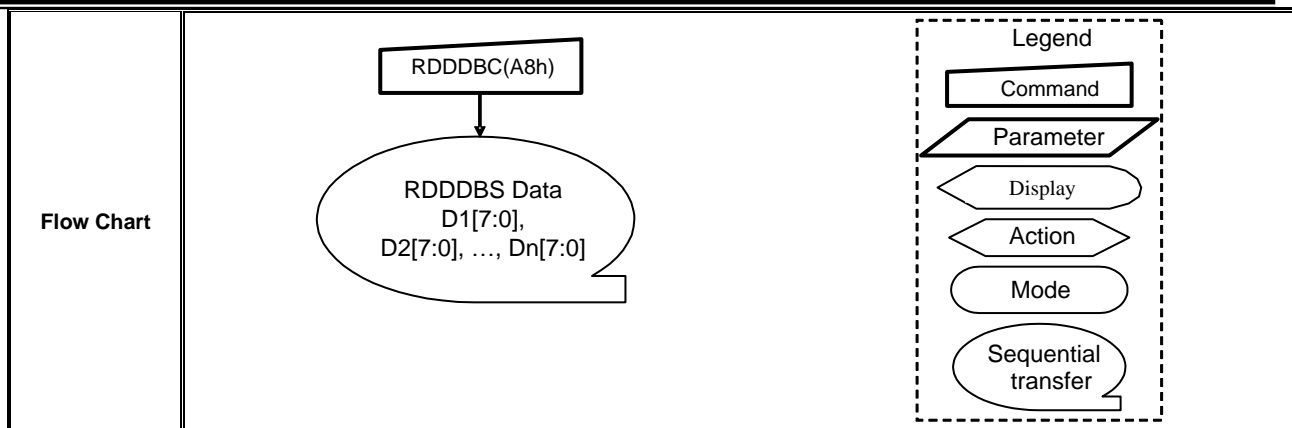 Flow Chart
RDDDBC(A8h)
RDDDBS Data
D1[7:0],
D2[7:0], …, Dn[7:0]
Legend
Command
Parameter
Display
Action
Mode
Sequential
transfer